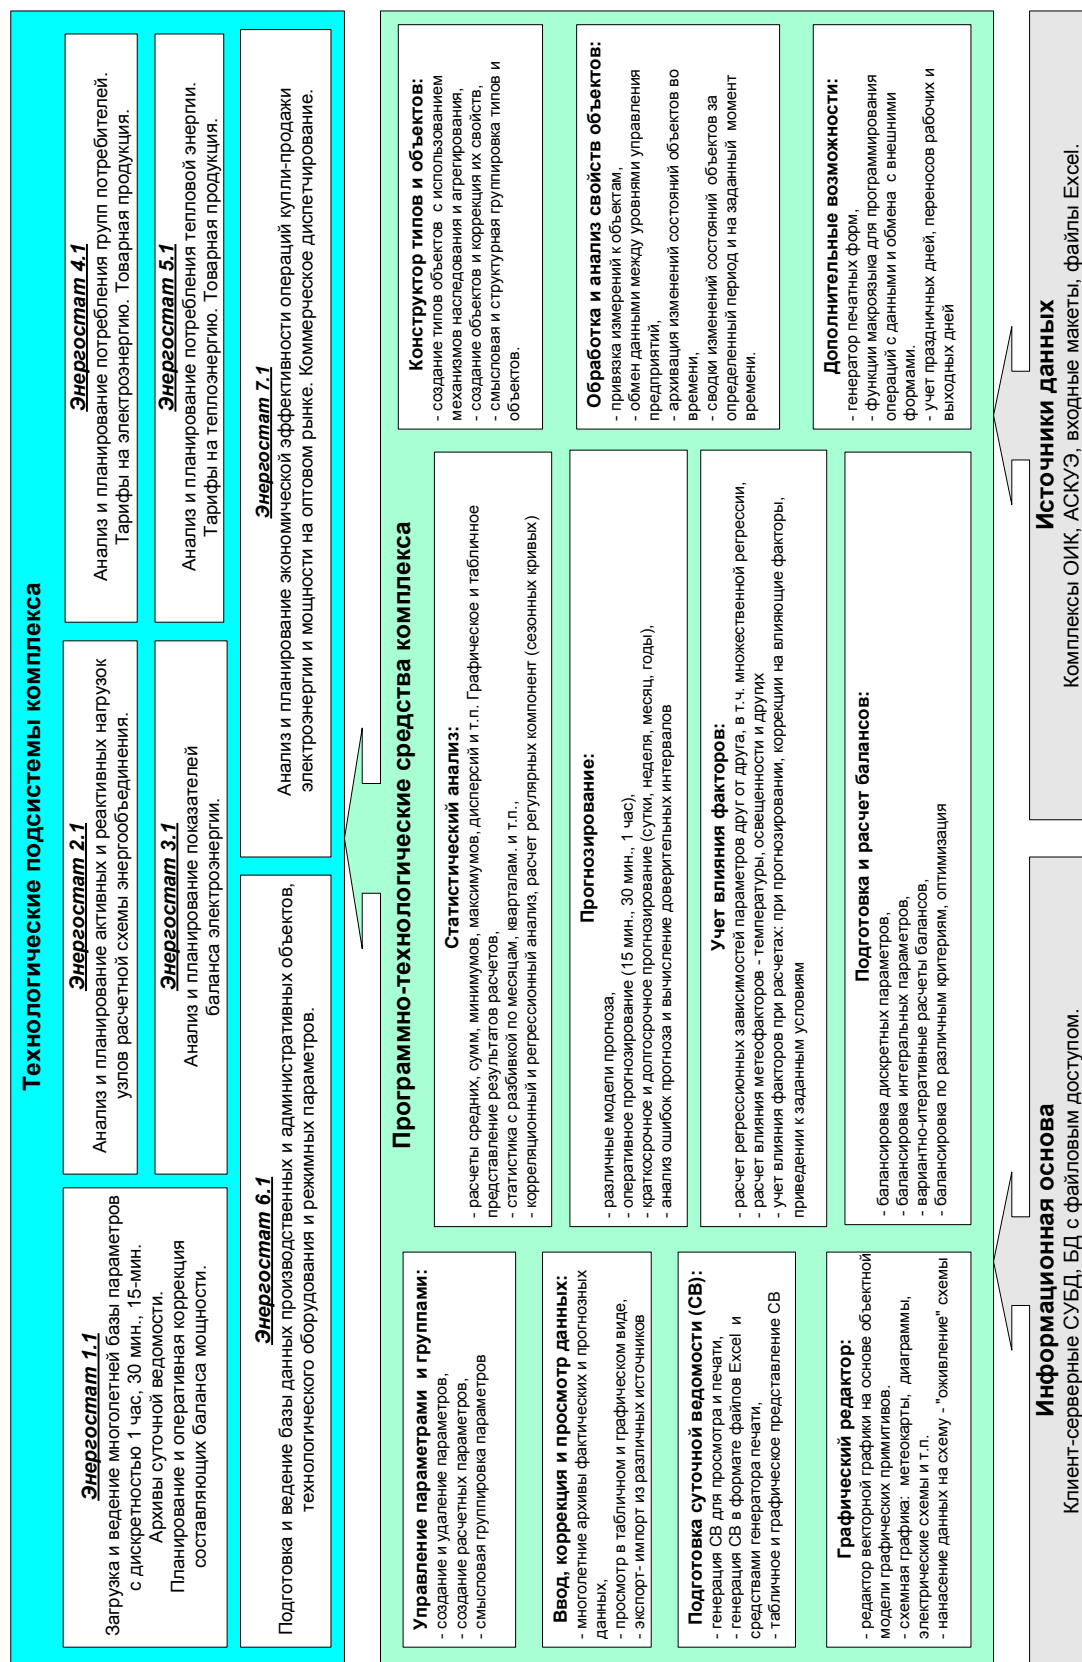 Технологические подсистемы комплекса
Энергостат 1.1
Загрузка и ведение многолетней базы параметров
с дискретностью 1 час, 30 мин., 15-мин.
Архивы суточной ведомости.
Планирование и оперативная коррекция
составляющих баланса мощности.
Энергостат 2.1
Анализ и планирование активных и реактивных нагрузок
узлов расчетной схемы энергообъединения.
Энергостат 4.1
Анализ и планирование потребления групп потребителей.
Тарифы на электроэнергию. Товарная продукция.
Энергостат 3.1
Анализ и планирование показателей
баланса электроэнергии.
Энергостат 5.1
Анализ и планирование потребления тепловой энергии.
Тарифы на теплоэнергию. Товарная продукция.
Энергостат 6.1
Подготовка и ведение базы данных производственных и административных объектов,
технологического оборудования и режимных параметров.
Энергостат 7.1
Анализ и планирование экономической эффективности операций купли-продажи
электроэнергии и мощности на оптовом рынке. Коммерческое диспетчирование.
Программно-технологические средства комплекса
Управление параметрами и группами:
- создание и удаление параметров,
- создание расчетных параметров,
- смысловая группировка параметров
Ввод, коррекция и просмотр данных:
- многолетние архивы фактических и прогнозных
данных,
- просмотр в табличном и графическом виде,
- экспорт- импорт из различных источников
Подготовка суточной ведомости (СВ):
- генерация СВ для просмотра и печати,
- генерация СВ в формате файлов Excel и
средствами генератора печати,
- табличное и графическое представление СВ
Графический редактор:
- редактор векторной графики на основе объектной
модели графических примитивов.
- схемная графика: метеокарты, диаграммы,
электрические схемы и т.п.
- нанасение данных на схему - "оживление" схемы
Статистический анализ:
- расчеты средних, сумм, минимумов, максимумов, дисперсий и т.п. Графическое и табличное
представление результатов расчетов,
- статистика с разбивкой по месяцам, кварталам. и т.п.,
- корреляционный и регрессионный анализ, расчет регулярных компонент (сезонных кривых)
Прогнозирование:
- различные модели прогноза,
- оперативное прогнозирование (15 мин., 30 мин., 1 час),
- краткосрочное и долгосрочное прогнозирование (сутки, неделя, месяц, годы),
- анализ ошибок прогноза и вычисление доверительных интервалов
Учет влияния факторов:
- расчет регрессионных зависимостей параметров друг от друга, в т.ч. множественной регрессии,
- расчет влияния метеофакторов - температуры, освещенности и других
- учет влияния факторов при расчетах: при прогнозировании, коррекции на влияющие факторы,
приведении к заданным условиям
Подготовка и расчет балансов:
- балансировка дискретных параметров,
- балансировка интегральных параметров,
- вариантно-итеративные расчеты балансов,
- балансировка по различным критериям, оптимизация
Конструктор типов и объектов:
- создание типов объектов с использованием
механизмов наследования и агрегирования,
- создание объектов и коррекция их свойств,
- смысловая и структурная группировка типов и
объектов.
Обработка и анализ свойств объектов:
- привязка измерений к объектам,
- обмен данными между уровнями управления
предприятий,
- архивация изменений состояний объектов во
времени,
- сводки изменений состояний объектов за
определенный период и на заданный момент
времени.
Дополнительные возможности:
- генератор печатных форм,
- функции макроязыка для программирования
операций с данными и обмена с внешними
формами.
- учет праздничных дней, переносов рабочих и
выходных дней
Информационная основа
Клиент-серверные СУБД, БД с файловым доступом.
Источники данных
Комплексы ОИК, АСКУЭ, входные макеты, файлы Excel.